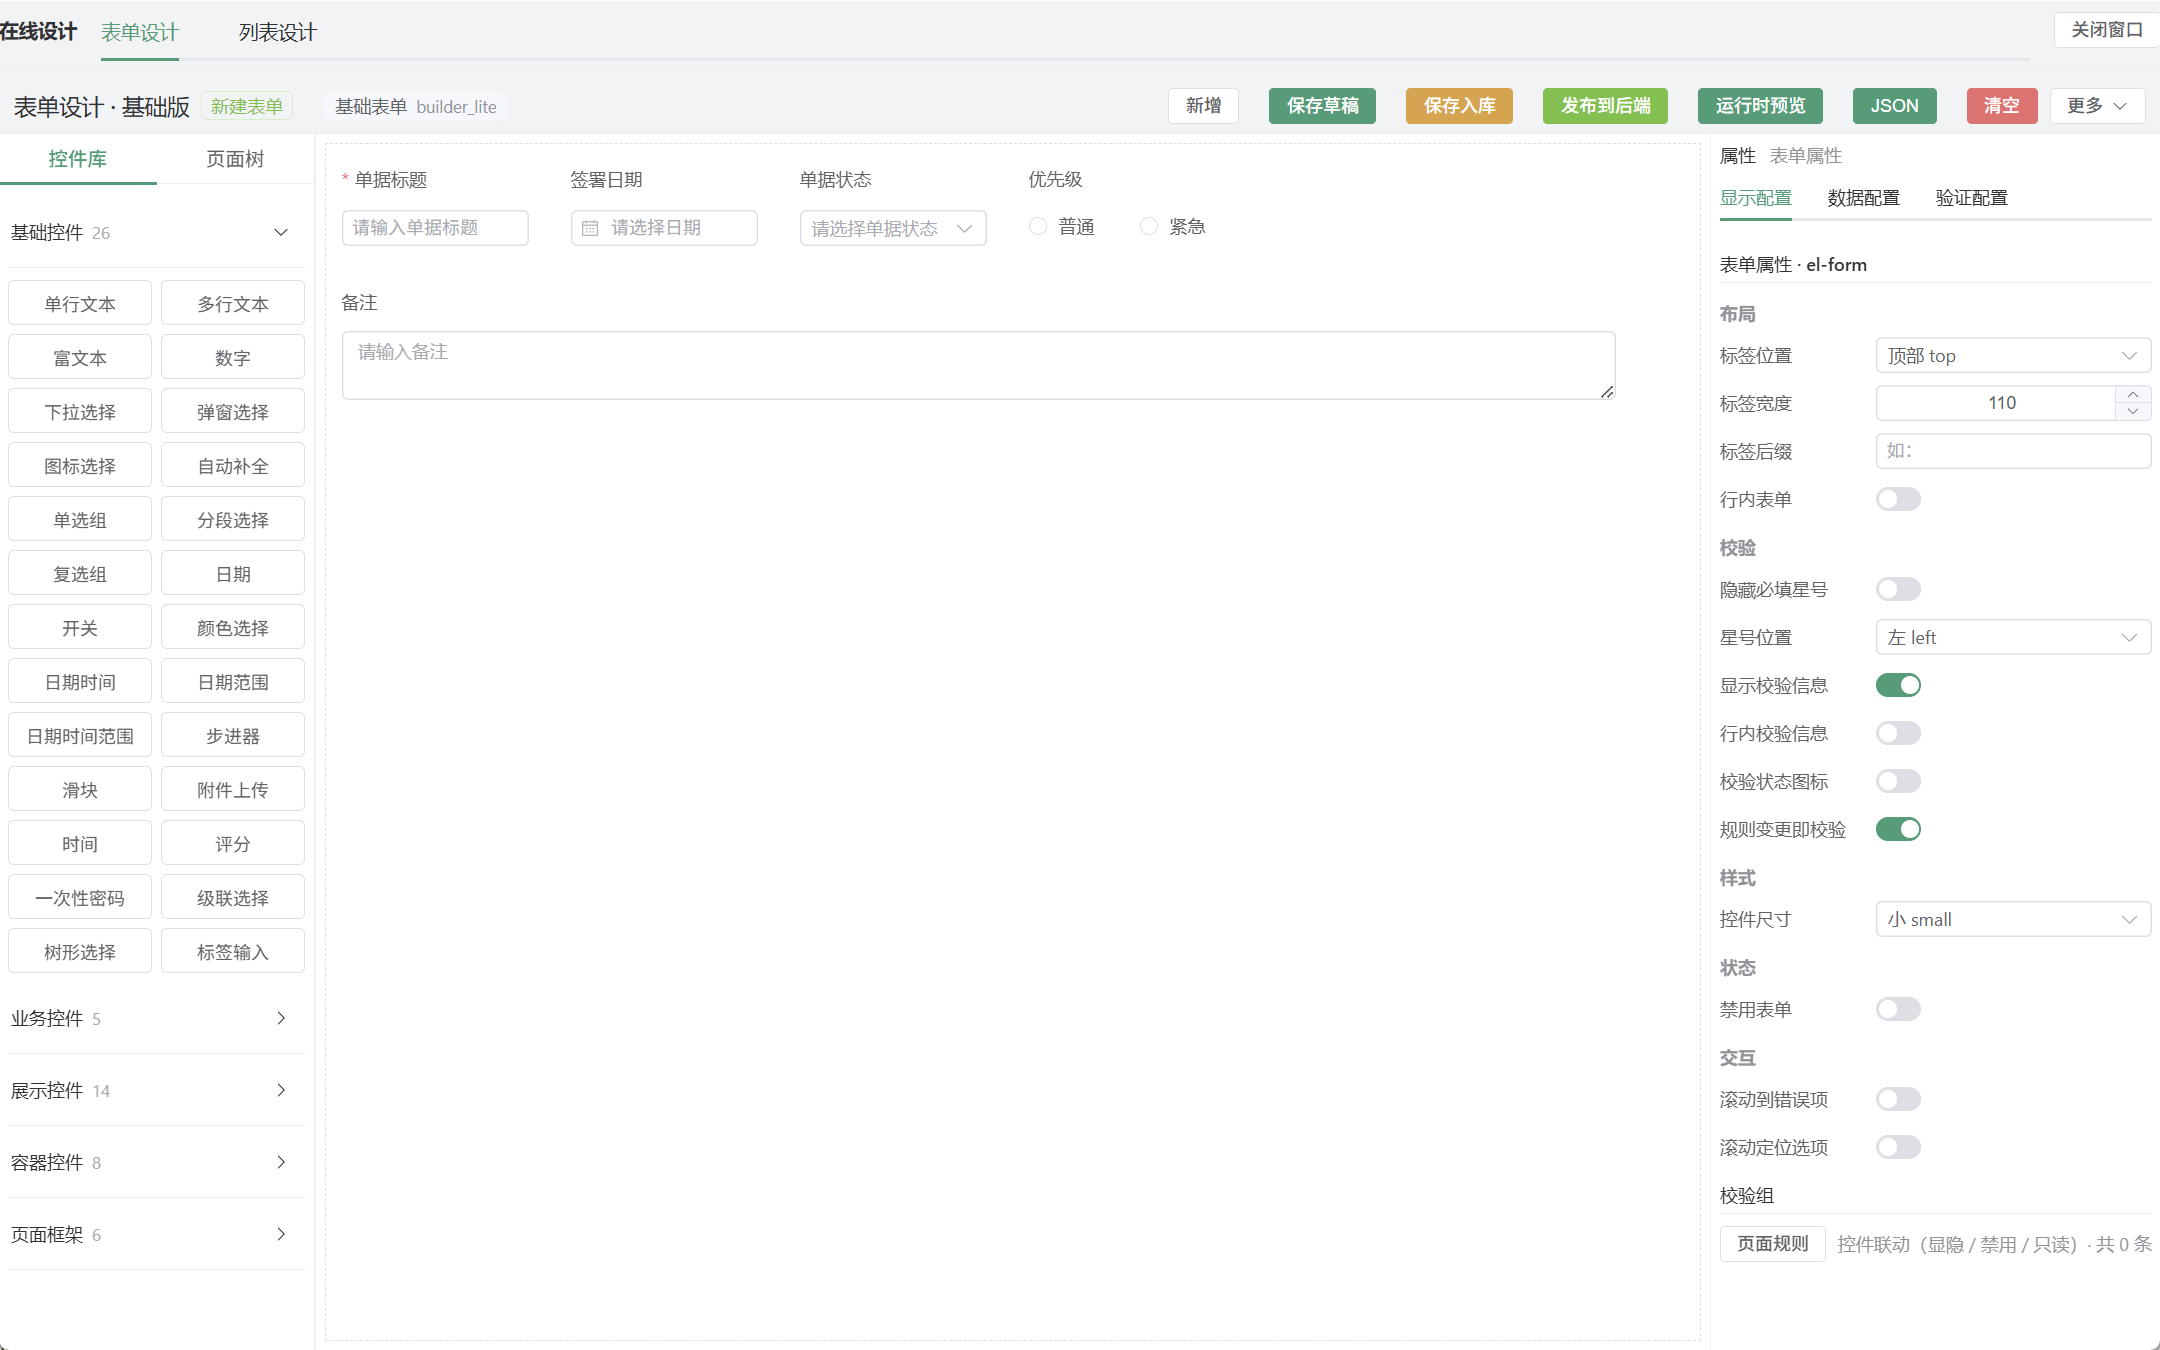 在线设计 表单设计 列表设计 关闭窗口
表单设计 · 基础版 新建表单 基础表单 builder_lite 新增 保存草稿 保存入库 发布到后端 运行时预览 JSON 清空 更多
控件库 页面树
基础控件 26
单行文本 多行文本
富文本 数字
下拉选择 弹窗选择
图标选择 自动补全
单选组 分段选择
复选组 日期
开关 颜色选择
日期时间 日期范围
日期时间范围 步进器
滑块 附件上传
时间 评分
一次性密码 级联选择
树形选择 标签输入
业务控件 5
展示控件 14
容器控件 8
页面框架 6
* 单据标题 签署日期 单据状态 优先级
请输入单据标题 请选择日期 请选择单据状态 普通 紧急
备注
请输入备注
属性 表单属性
显示配置 数据配置 验证配置
表单属性 · el-form
布局
标签位置 顶部 top
标签宽度 110
标签后缀 如：
行内表单
校验
隐藏必填星号
星号位置 左 left
显示校验信息
行内校验信息
校验状态图标
规则变更即校验
样式
控件尺寸 小 small
状态
禁用表单
交互
滚动到错误项
滚动定位选项
校验组
页面规则 控件联动（显隐 / 禁用 / 只读）· 共 0 条